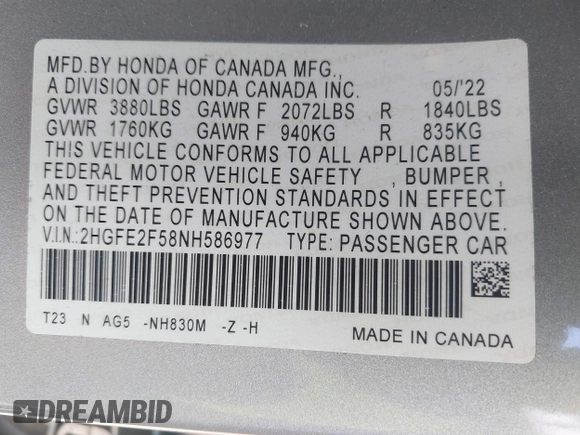 MFD.BY HONDA OF CANADA MFG.,
A DIVISION OF HONDA CANADA INC. 05/'22
GVWR 3880LBS GAWR F 2072LBS R 1840LBS
GVWR 1760KG GAWR F 940KG R 835KG
THIS VEHICLE CONFORMS TO ALL APPLICABLE
FEDERAL MOTOR VEHICLE SAFETY , BUMPER ,
AND THEFT PREVENTION STANDARDS IN EFFECT
ON THE DATE OF MANUFACTURE SHOWN ABOVE.
V.I.N.:2HGFE2F58NH586977 TYPE: PASSENGER CAR
T23 N AG5 -NH830M -Z -H
MADE IN CANADA
DREAMBID